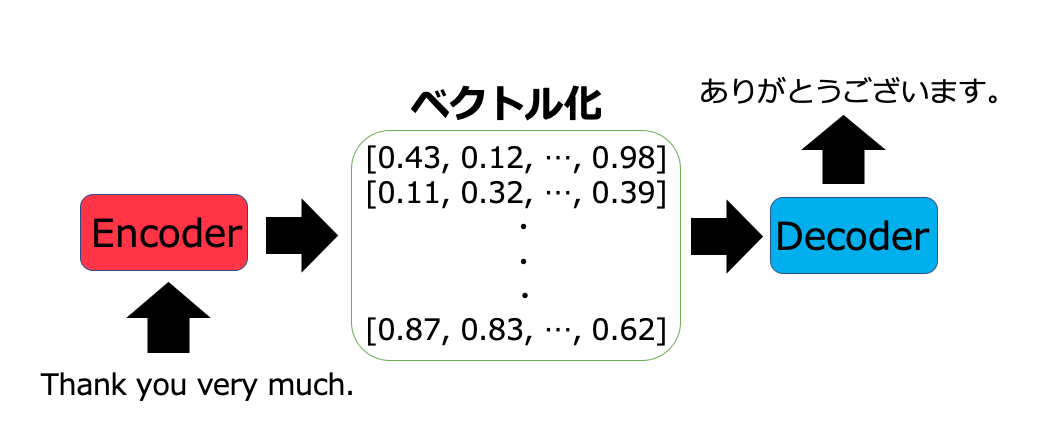 ベクトル化
ありがとうございます。
[0.43, 0.12, …, 0.98]
[0.11, 0.32, …, 0.39]
.
.
.
[0.87, 0.83, …, 0.62]
Encoder
Decoder
Thank you very much.